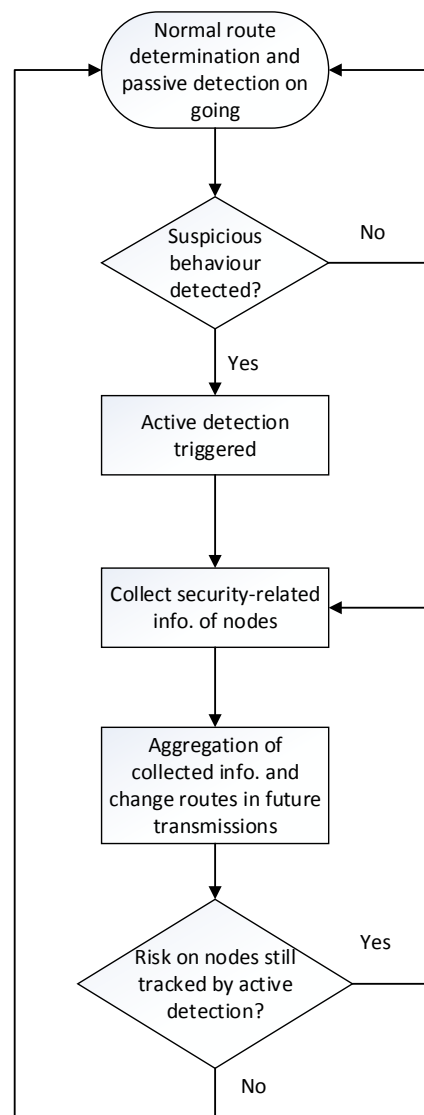 Normal route
determination and
passive detection on
going
Suspicious
behaviour
detected?
No
Yes
Active detection
triggered
Collect security-related
info. of nodes
Aggregation of
collected info. and
change routes in future
transmissions
Risk on nodes still
tracked by active
detection?
Yes
No